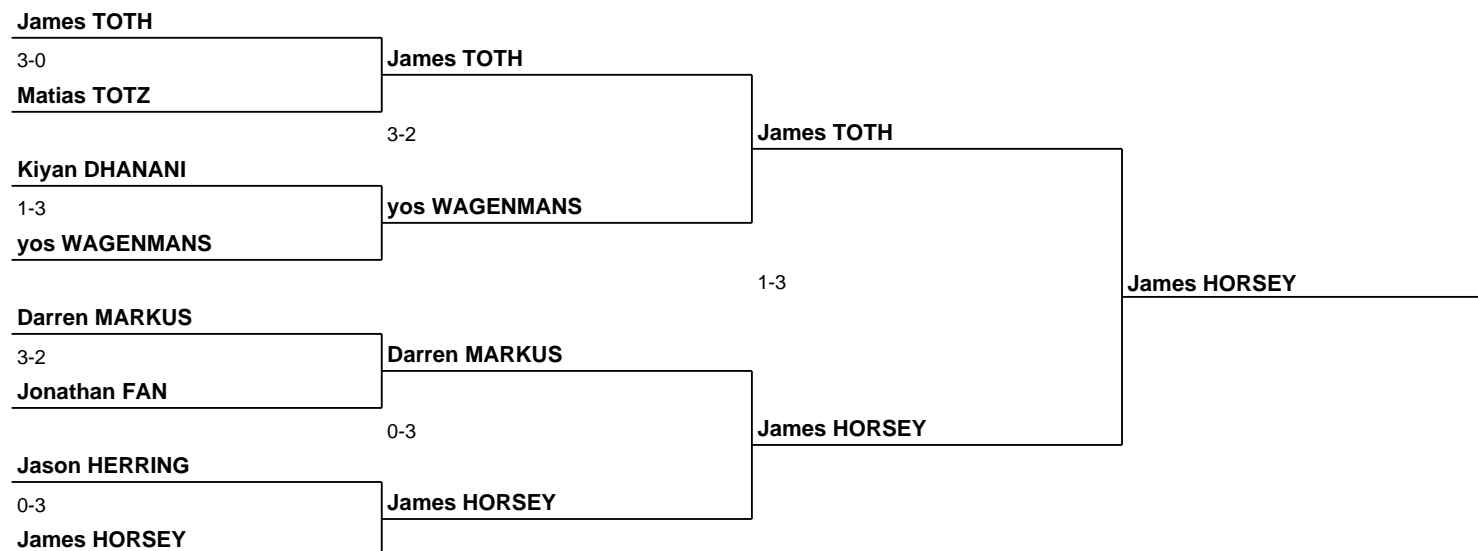 James TOTH
3-0
James TOTH
Matias TOTZ
3-2
James TOTH
Kiyan DHANANI
1-3
yos WAGENMANS
yos WAGENMANS
1-3
James HORSEY
Darren MARKUS
3-2
Darren MARKUS
Jonathan FAN
0-3
James HORSEY
Jason HERRING
0-3
James HORSEY
James HORSEY